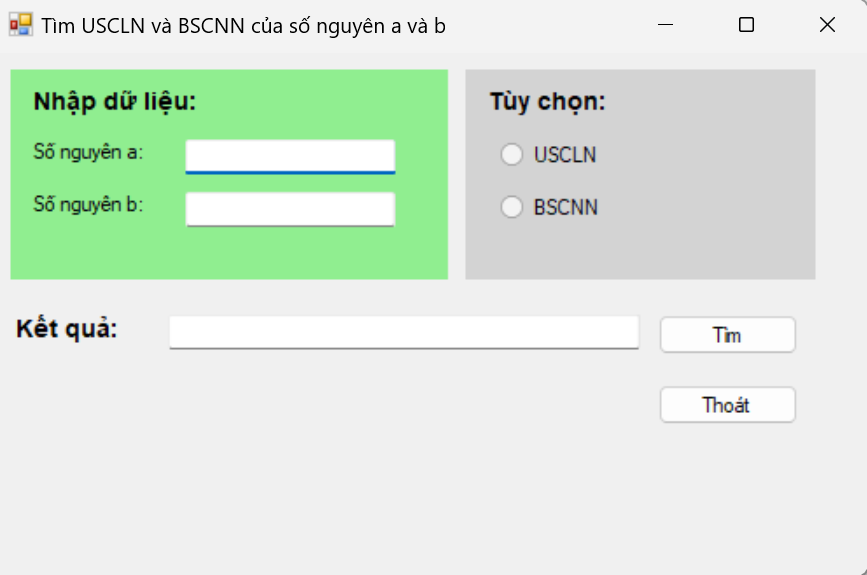 Tìm USCLN và BSCNN của số nguyên a và b
Nhập dữ liệu:
Số nguyên a:
Số nguyên b:
Tùy chọn:
USCLN
BSCNN
Kết quả:
Tìm
Thoát